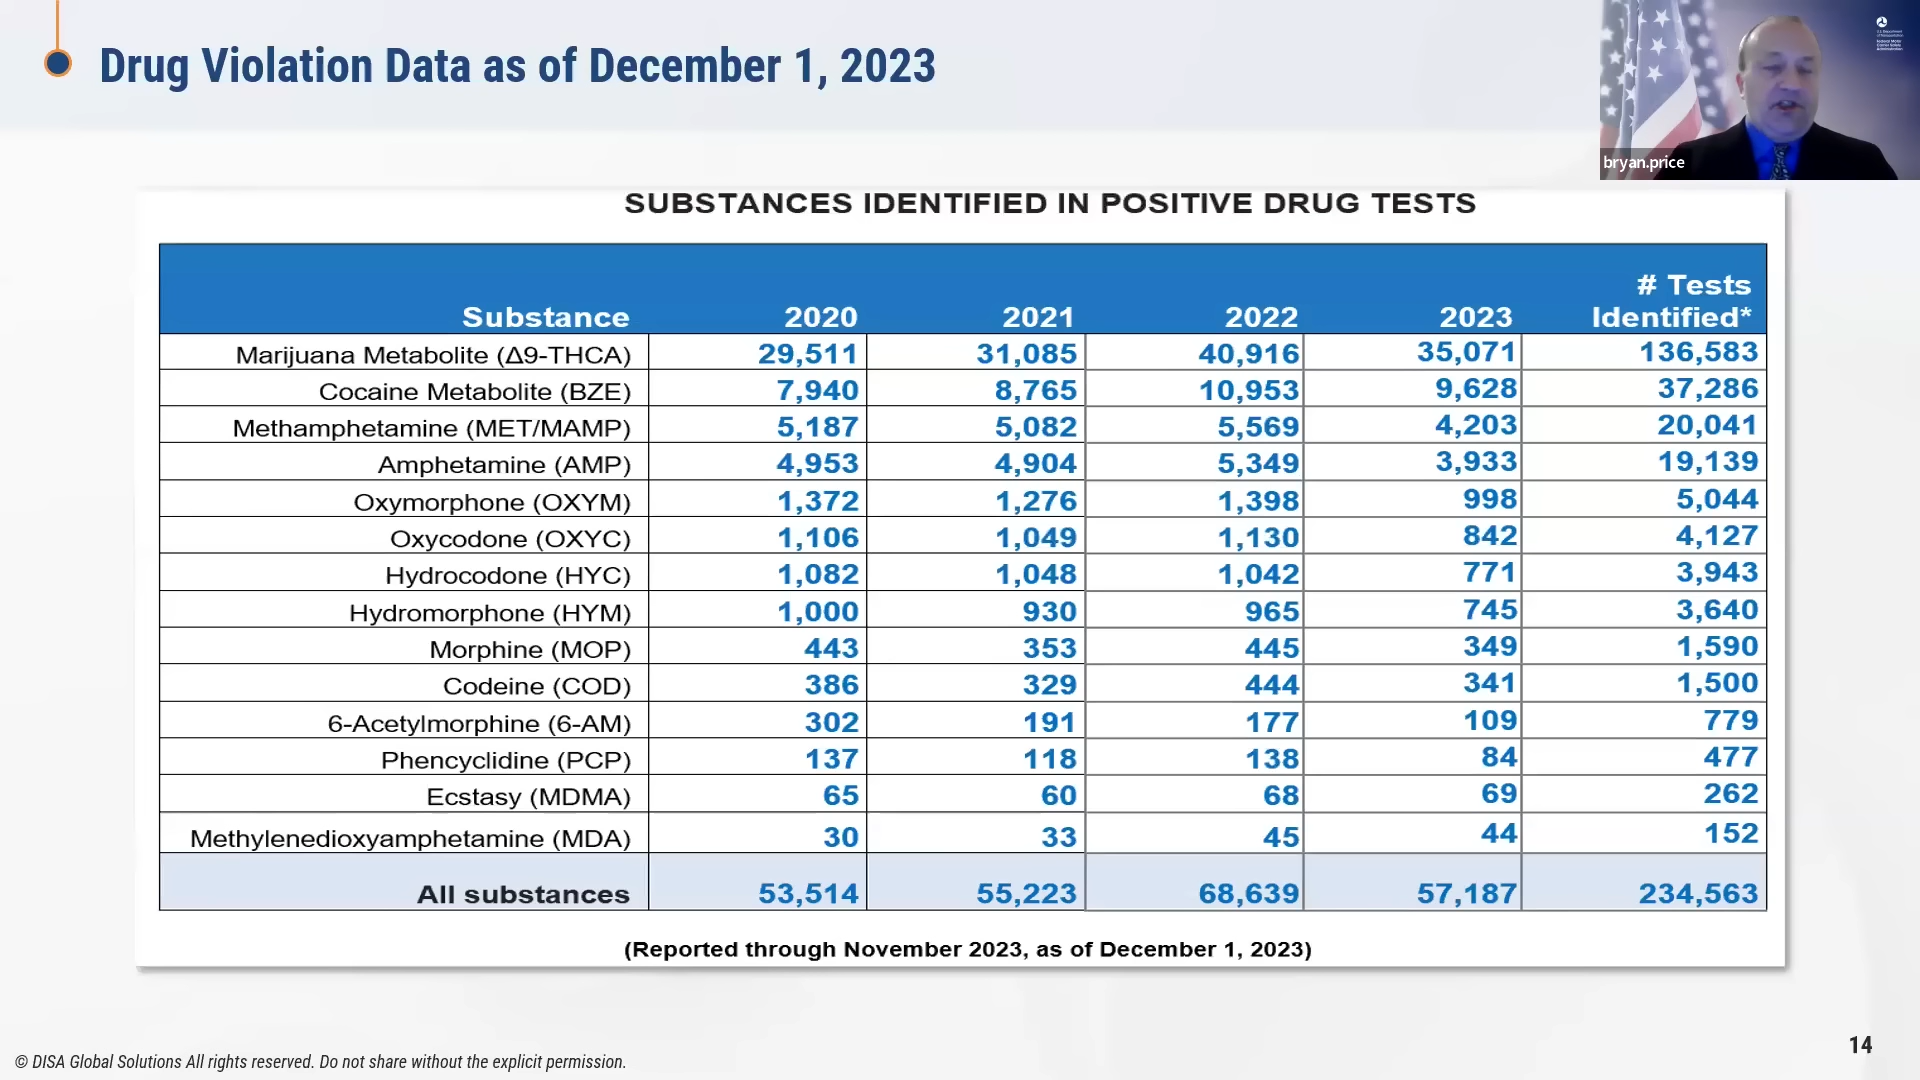 Drug Violation Data as of December 1, 2023
bryan.price
SUBSTANCES IDENTIFIED IN POSITIVE DRUG TESTS
Substance 2020 2021 2022 2023 # Tests Identified*
Marijuana Metabolite (Δ9-THCA) 29,511 31,085 40,916 35,071 136,583
Cocaine Metabolite (BZE) 7,940 8,765 10,953 9,628 37,286
Methamphetamine (MET/MAMP) 5,187 5,082 5,569 4,203 20,041
Amphetamine (AMP) 4,953 4,904 5,349 3,933 19,139
Oxymorphone (OXYM) 1,372 1,276 1,398 998 5,044
Oxycodone (OXYC) 1,106 1,049 1,130 842 4,127
Hydrocodone (HYC) 1,082 1,048 1,042 771 3,943
Hydromorphone (HYM) 1,000 930 965 745 3,640
Morphine (MOP) 443 353 445 349 1,590
Codeine (COD) 386 329 444 341 1,500
6-Acetylmorphine (6-AM) 302 191 177 109 779
Phencyclidine (PCP) 137 118 138 84 477
Ecstasy (MDMA) 65 60 68 69 262
Methylenedioxyamphetamine (MDA) 30 33 45 44 152
All substances 53,514 55,223 68,639 57,187 234,563
(Reported through November 2023, as of December 1, 2023)
14
© DISA Global Solutions All rights reserved. Do not share without the explicit permission.